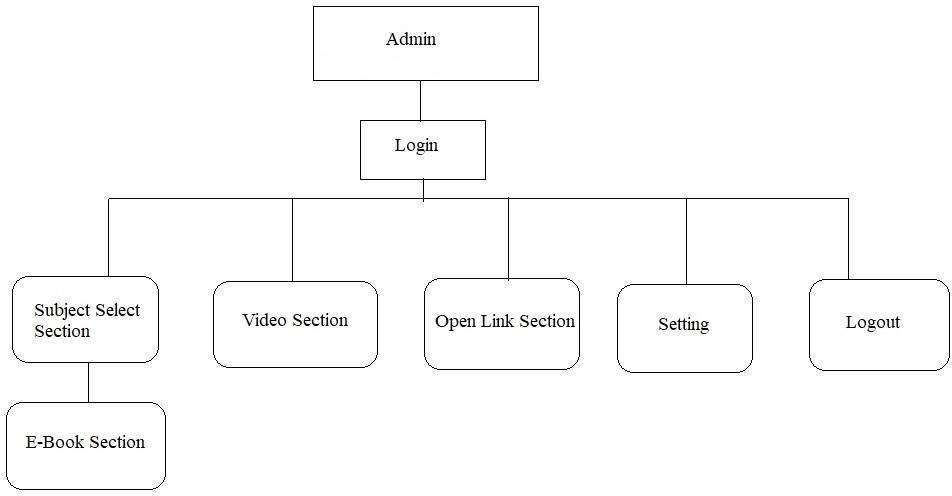 Admin
Login
Subject Select
Section
Video Section
Open Link Section
Setting
Logout
E-Book Section